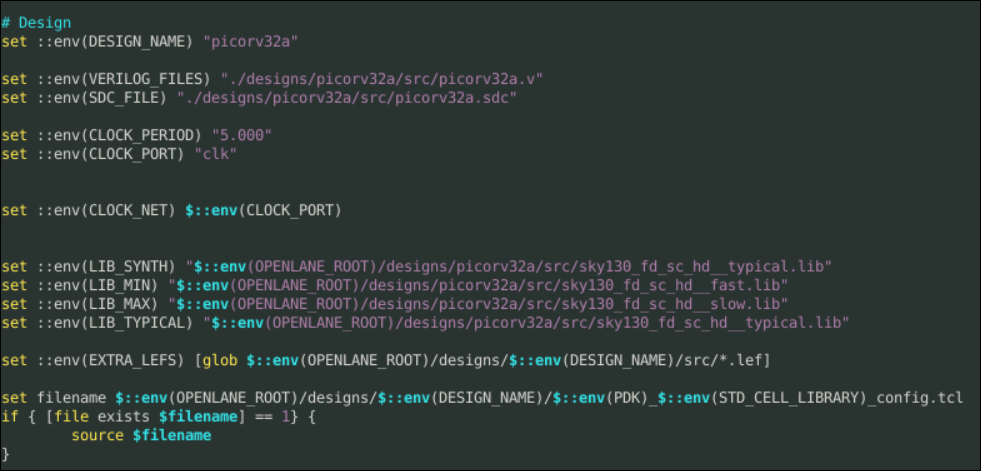 # Design
set ::env(DESIGN_NAME) "picorv32a"
set ::env(VERILOG_FILES) "./designs/picorv32a/src/picorv32a.v"
set ::env(SDC_FILE) "./designs/picorv32a/src/picorv32a.sdc"
set ::env(CLOCK_PERIOD) "5.000"
set ::env(CLOCK_PORT) "clk"
set ::env(CLOCK_NET) $::env(CLOCK_PORT)
set ::env(LIB_SYNTH) "$::env(OPENLANE_ROOT)/designs/picorv32a/src/sky130_fd_sc_hd__typical.lib"
set ::env(LIB_MIN) "$::env(OPENLANE_ROOT)/designs/picorv32a/src/sky130_fd_sc_hd__fast.lib"
set ::env(LIB_MAX) "$::env(OPENLANE_ROOT)/designs/picorv32a/src/sky130_fd_sc_hd__slow.lib"
set ::env(LIB_TYPICAL) "$::env(OPENLANE_ROOT)/designs/picorv32a/src/sky130_fd_sc_hd__typical.lib"
set ::env(EXTRA_LEFS) [glob $::env(OPENLANE_ROOT)/designs/$::env(DESIGN_NAME)/src/*.lef]
set filename $::env(OPENLANE_ROOT)/designs/$::env(DESIGN_NAME)/$::env(PDK)_$::env(STD_CELL_LIBRARY)_config.tcl
if { [file exists $filename] == 1} {
        source $filename
}